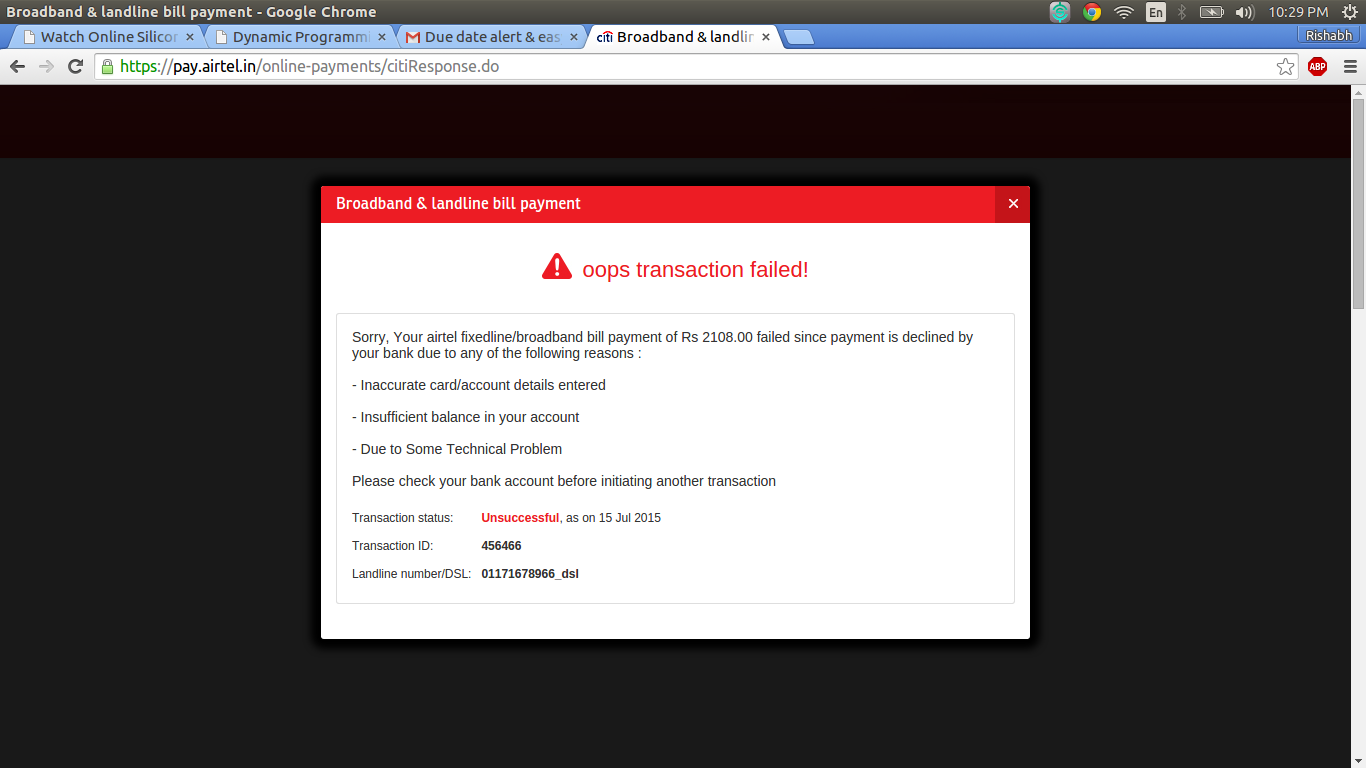 Broadband & landline bill payment - Google Chrome
En
10:29 PM
Watch Online Silicon
Dynamic Programmi
Due date alert & eas
citi Broadband & landlin
Rishabh
https://pay.airtel.in/online-payments/citiResponse.do
ABP
Broadband & landline bill payment
oops transaction failed!
Sorry, Your airtel fixedline/broadband bill payment of Rs 2108.00 failed since payment is declined by
your bank due to any of the following reasons :
- Inaccurate card/account details entered
- Insufficient balance in your account
- Due to Some Technical Problem
Please check your bank account before initiating another transaction
Transaction status: Unsuccessful, as on 15 Jul 2015
Transaction ID: 456466
Landline number/DSL: 01171678966_dsl